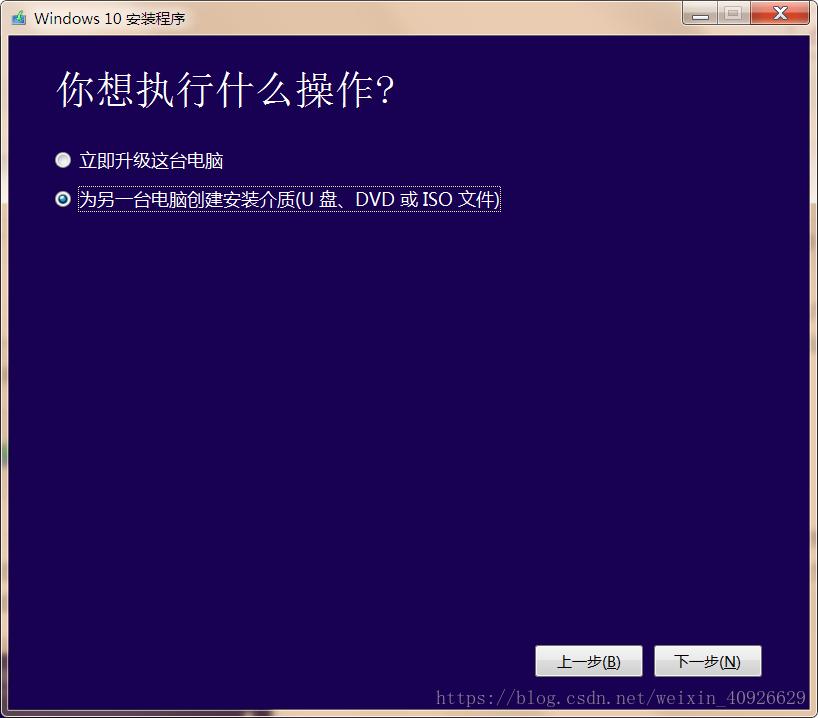 Windows 10 安装程序
你想执行什么操作?
立即升级这台电脑
为另一台电脑创建安装介质(U 盘、DVD 或 ISO 文件)
上一步(B) 下一步(N)
https://blog.csdn.net/weixin_40926629